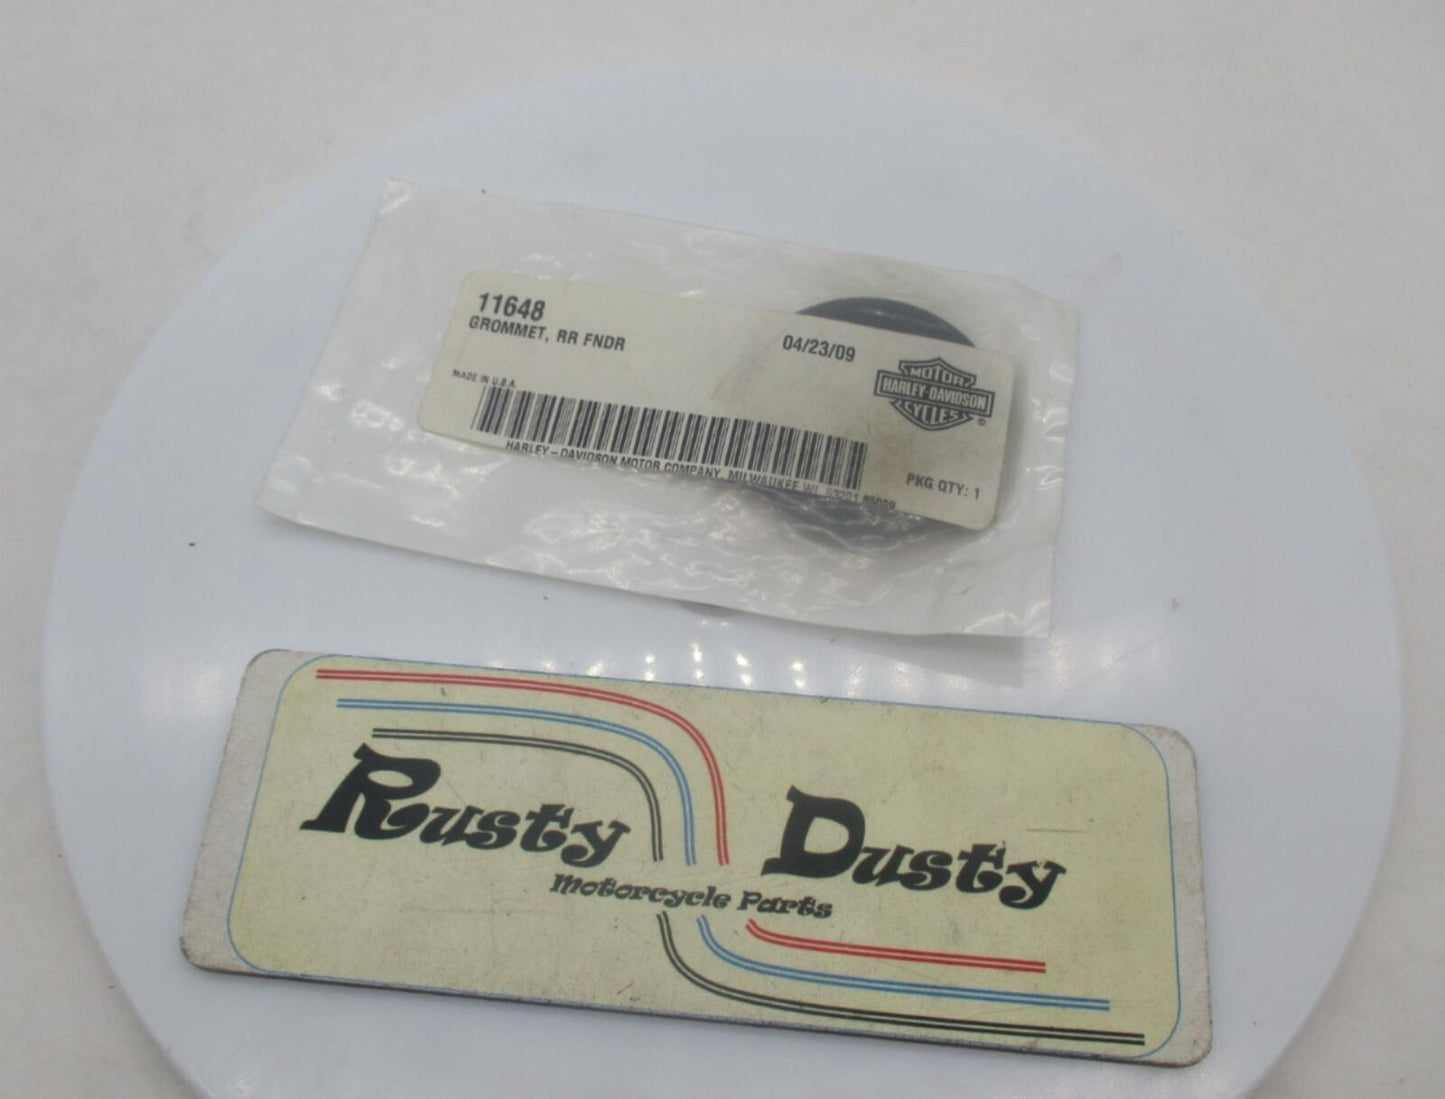 11648
GROMMET, RR FNDR
04/23/09
MADE IN U.S.A.
MOTOR
HARLEY-DAVIDSON
CYCLES
®
HARLEY - DAVIDSON MOTOR COMPANY, MILWAUKEE WI, 53201
PKG QTY: 1
Rusty Dusty
Motorcycle Parts